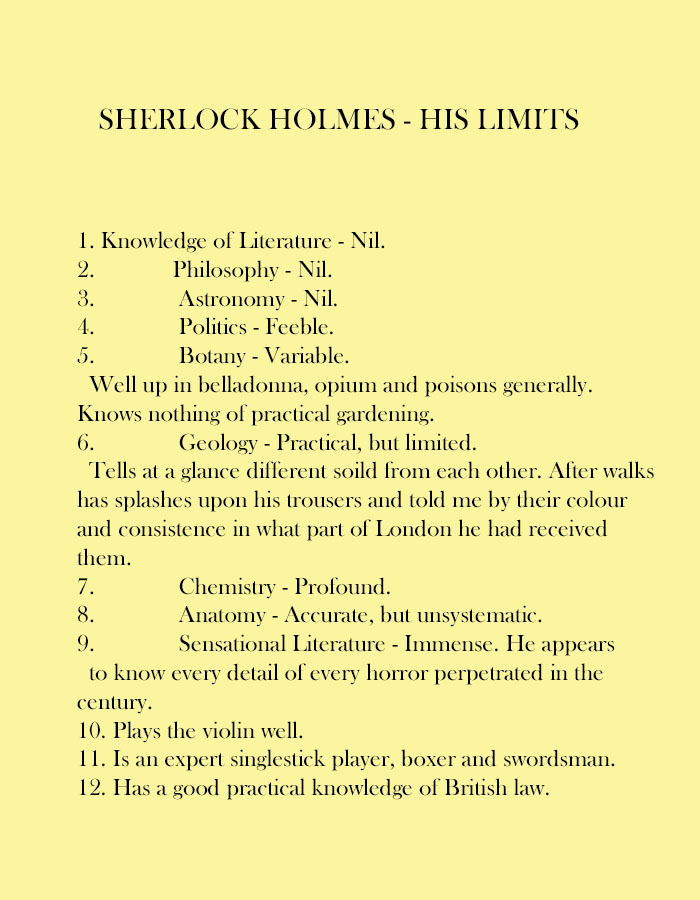 SHERLOCK HOLMES - HIS LIMITS
1. Knowledge of Literature - Nil.
2. Philosophy - Nil.
3. Astronomy - Nil.
4. Politics - Feeble.
5. Botany - Variable.
Well up in belladonna, opium and poisons generally.
Knows nothing of practical gardening.
6. Geology - Practical, but limited.
Tells at a glance different soild from each other. After walks
has splashes upon his trousers and told me by their colour
and consistence in what part of London he had received
them.
7. Chemistry - Profound.
8. Anatomy - Accurate, but unsystematic.
9. Sensational Literature - Immense. He appears
to know every detail of every horror perpetrated in the
century.
10. Plays the violin well.
11. Is an expert singlestick player, boxer and swordsman.
12. Has a good practical knowledge of British law.